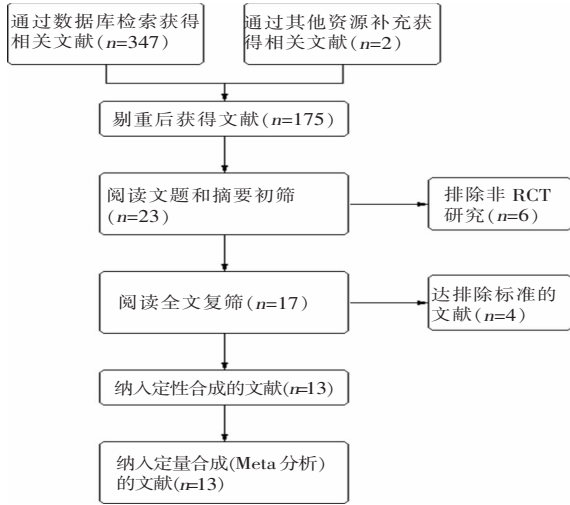 通过数据库检索获得
相关文献(n=347)
通过其他资源补充获
得相关文献(n=2)
剔重后获得文献(n=175)
阅读文题和摘要初筛
(n=23)
排除非 RCT
研究(n=6)
阅读全文复筛(n=17)
达排除标准的
文献(n=4)
纳入定性合成的文献(n=13)
纳入定量合成(Meta 分析)
的文献(n=13)